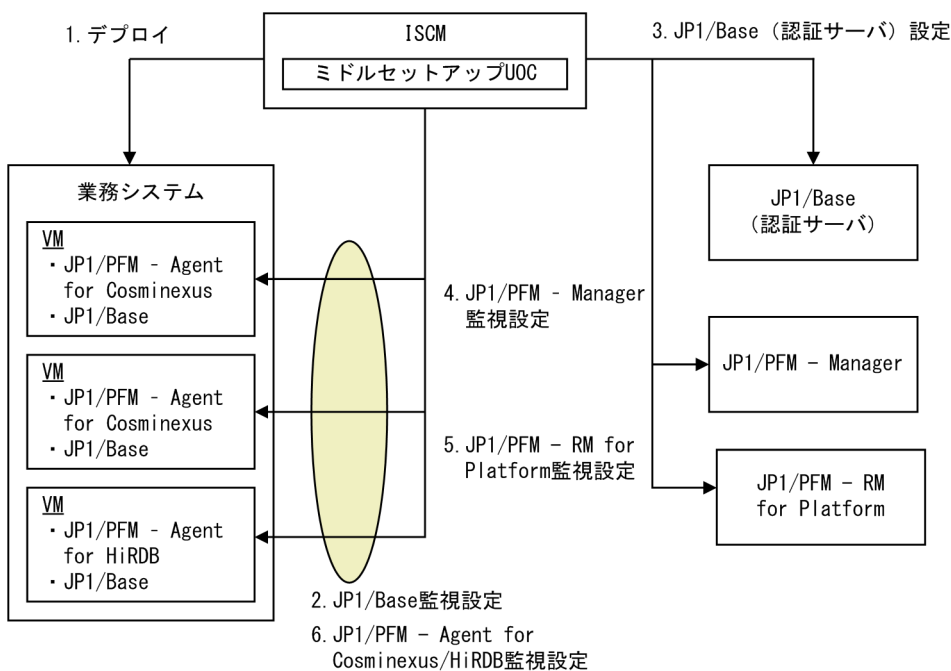 1.デプロイ
ISCM
ミドルセットアップUOC
3.JP1/Base（認証サーバ）設定
業務システム
VM
・JP1/PFM – Agent
for Cosminexus
・JP1/Base
VM
・JP1/PFM – Agent
for Cosminexus
・JP1/Base
VM
・JP1/PFM – Agent
for HiRDB
・JP1/Base
JP1/Base
（認証サーバ）
4.JP1/PFM – Manager
監視設定
JP1/PFM – Manager
5.JP1/PFM – RM for
Platform監視設定
JP1/PFM – RM
for Platform
2.JP1/Base監視設定
6.JP1/PFM – Agent for
Cosminexus/HiRDB監視設定